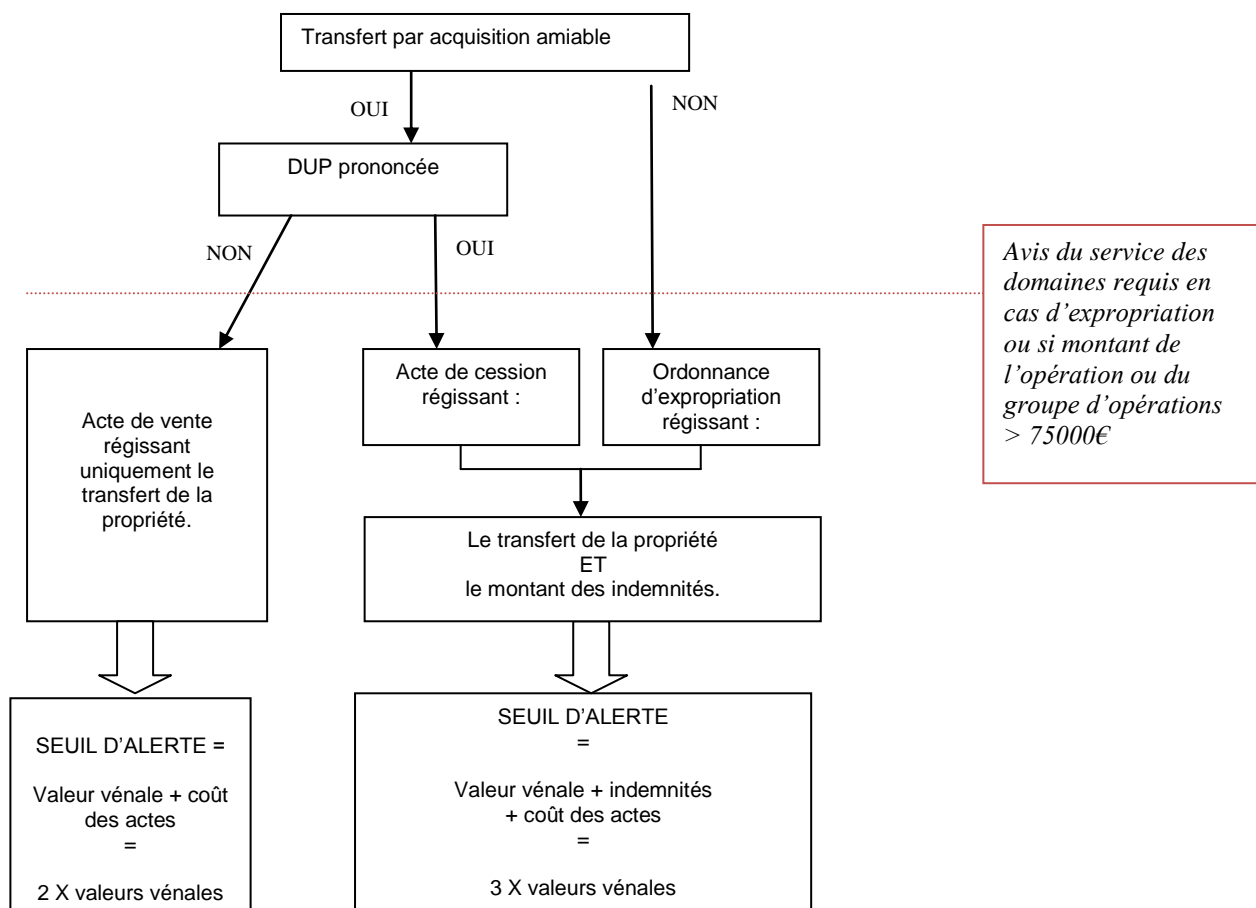 Transfert par acquisition amiable
OUI
NON
DUP prononcée
NON
OUI
Avis du service des
domaines requis en
cas d’expropriation
ou si montant de
l’opération ou du
groupe d’opérations
> 75000€
Acte de vente
régissant
uniquement le
transfert de la
propriété.
Acte de cession
régissant :
Ordonnance
d’expropriation
régissant :
Le transfert de la propriété
ET
le montant des indemnités.
SEUIL D’ALERTE =
Valeur vénale + coût
des actes
=
2 X valeurs vénales
SEUIL D’ALERTE
=
Valeur vénale + indemnités
+ coût des actes
=
3 X valeurs vénales